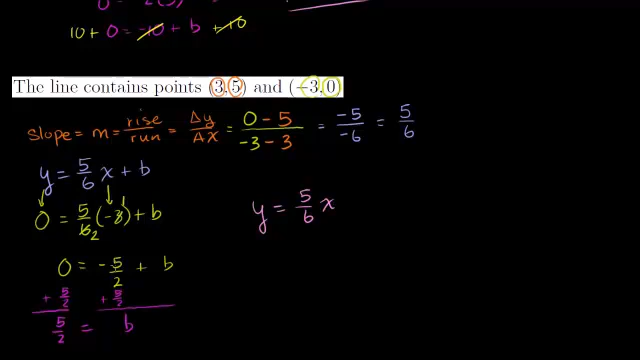 10 + 0 = -10 + b + 10
The line contains points (3, 5) and (−3, 0)
slope = m = rise/run = Δy/Δx = 0 - 5/-3 - 3 = -5/-6 = 5/6
y = 5/6 x + b
0 = 5/6 2 (-3) 1 + b
y = 5/6 x
0 = -5/2 + b
+ 5/2 + 5/2
5/2 = b